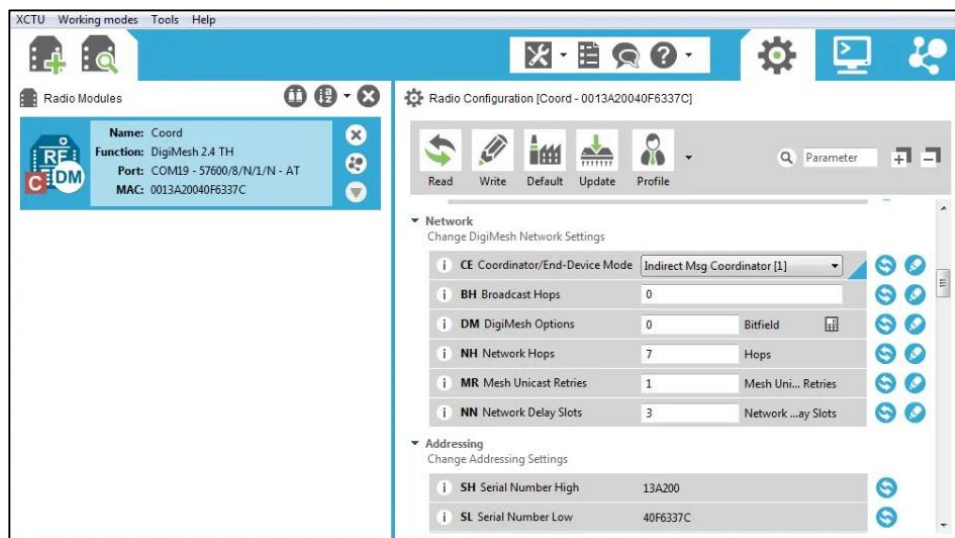 XCTU Working modes Tools Help
Radio Modules
Name: Coord
Function: DigiMesh 2.4 TH
Port: COM19 - 57600/8/N/1/N - AT
MAC: 0013A20040F6337C
RF
C DM
Radio Configuration [Coord - 0013A20040F6337C]
Read Write Default Update Profile
Parameter
Network
Change DigiMesh Network Settings
i CE Coordinator/End-Device Mode Indirect Msg Coordinator [1]
i BH Broadcast Hops 0
i DM DigiMesh Options 0 Bitfield
i NH Network Hops 7 Hops
i MR Mesh Unicast Retries 1 Mesh Uni... Retries
i NN Network Delay Slots 3 Network ...ay Slots
Addressing
Change Addressing Settings
i SH Serial Number High 13A200
i SL Serial Number Low 40F6337C